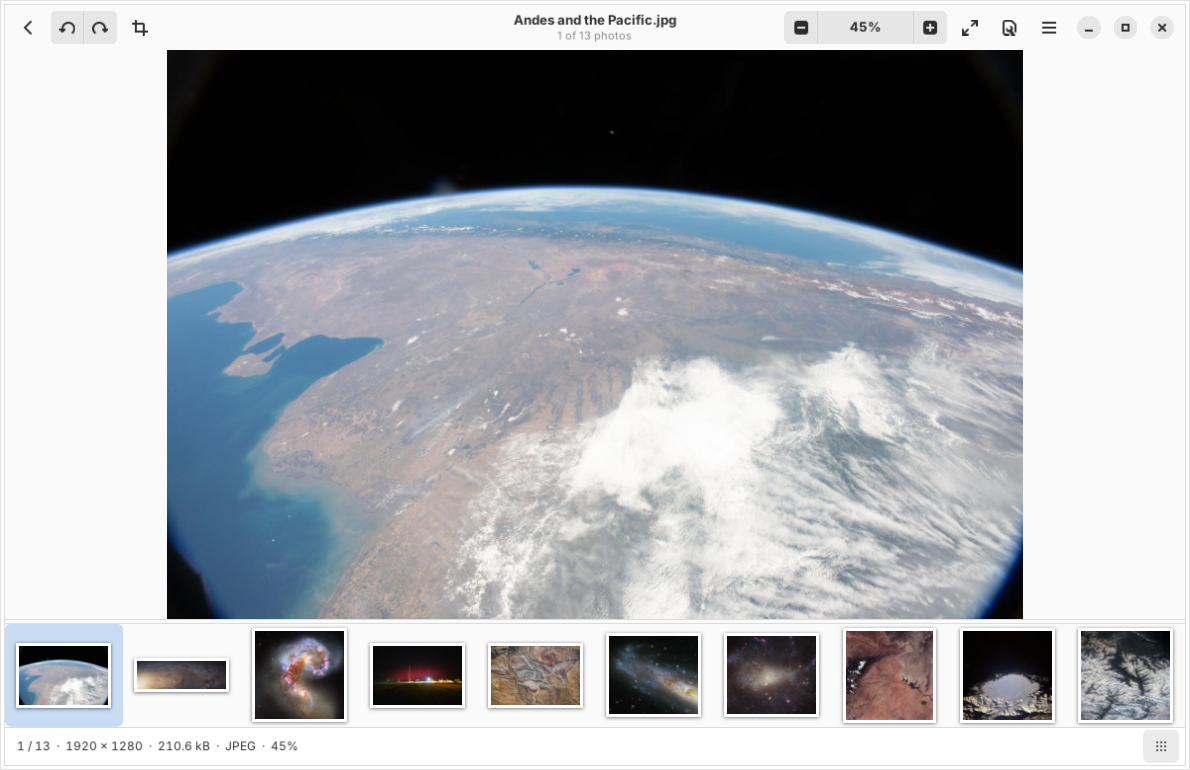 Andes and the Pacific.jpg
1 of 13 photos
45%
1 / 13 · 1920 × 1280 · 210.6 kB · JPEG · 45%